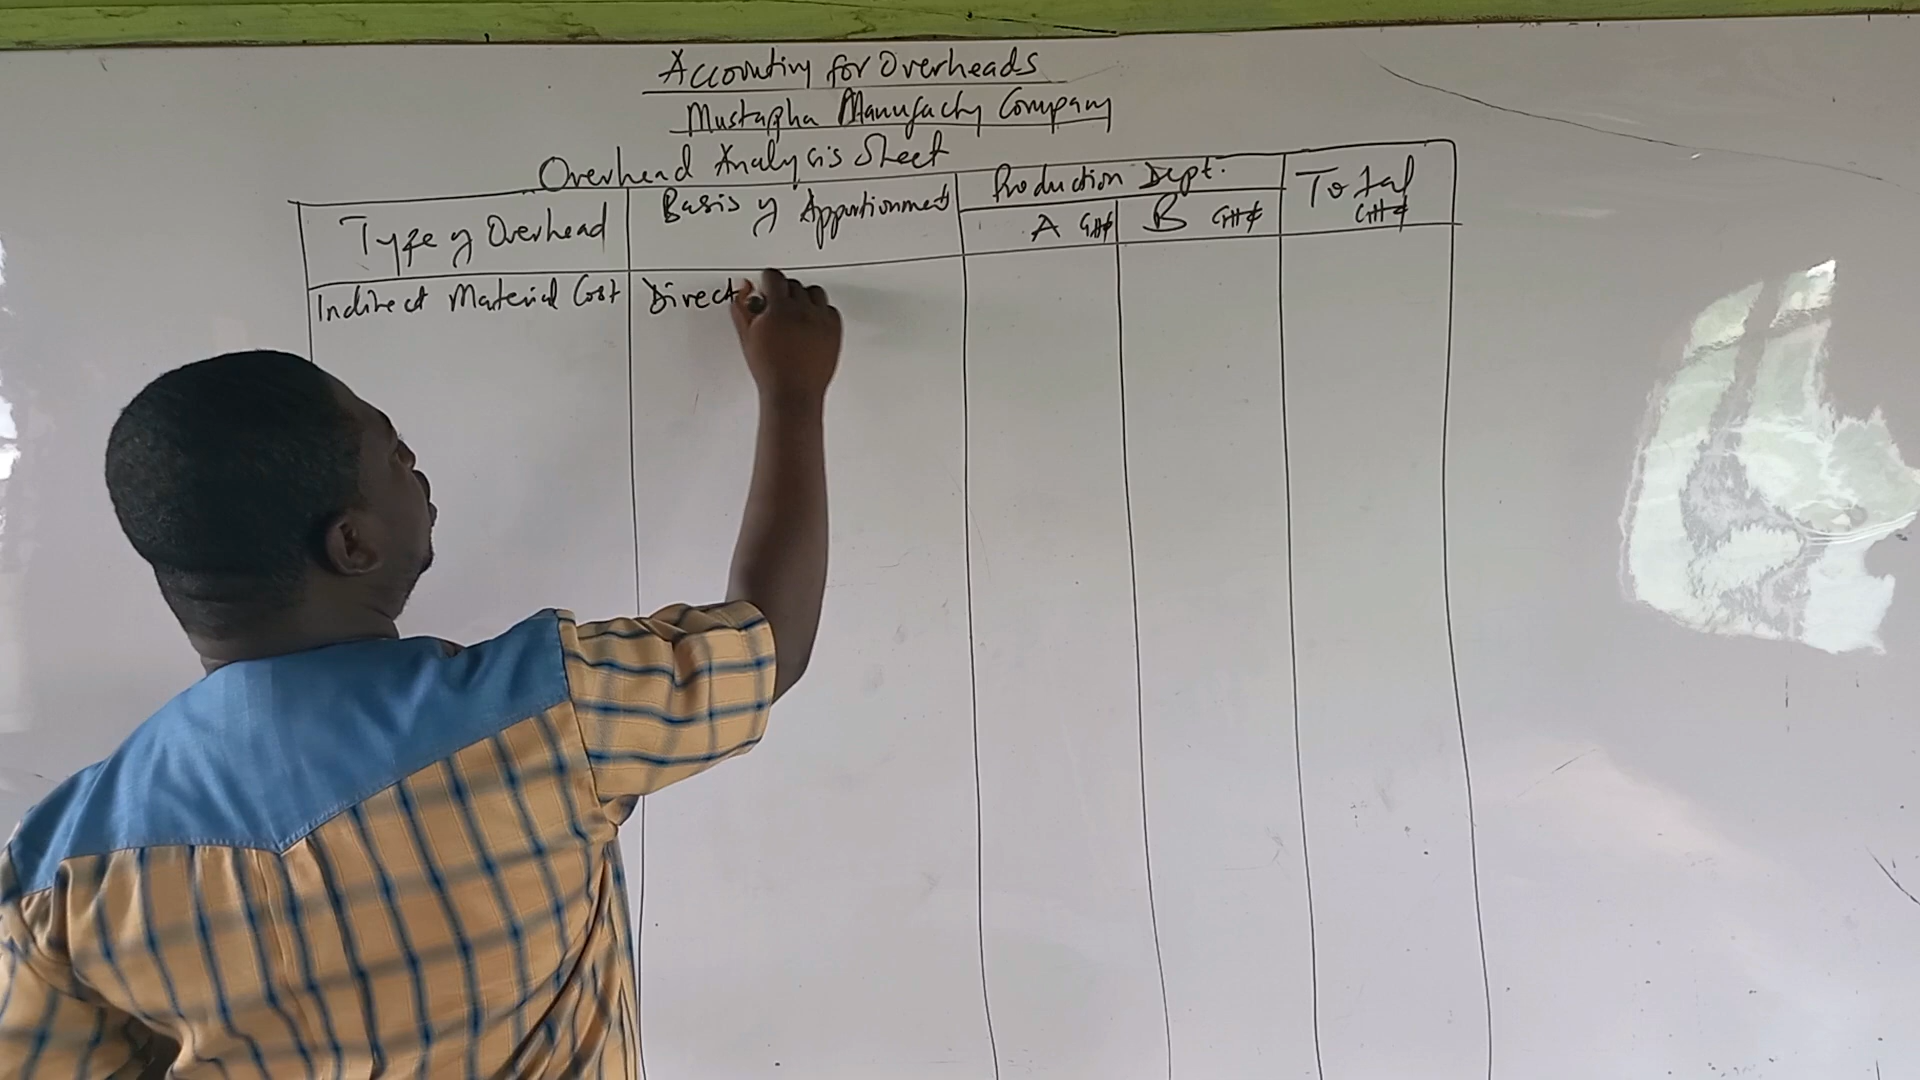 Accounting for Overheads
Mustapha Manufacty Company
Overhead Analysis Sheet
Type of Overhead
Basis of Apportionment
Production Dept.
A GH¢
B GH¢
Total
GH¢
Indirect Material Cost
Direct